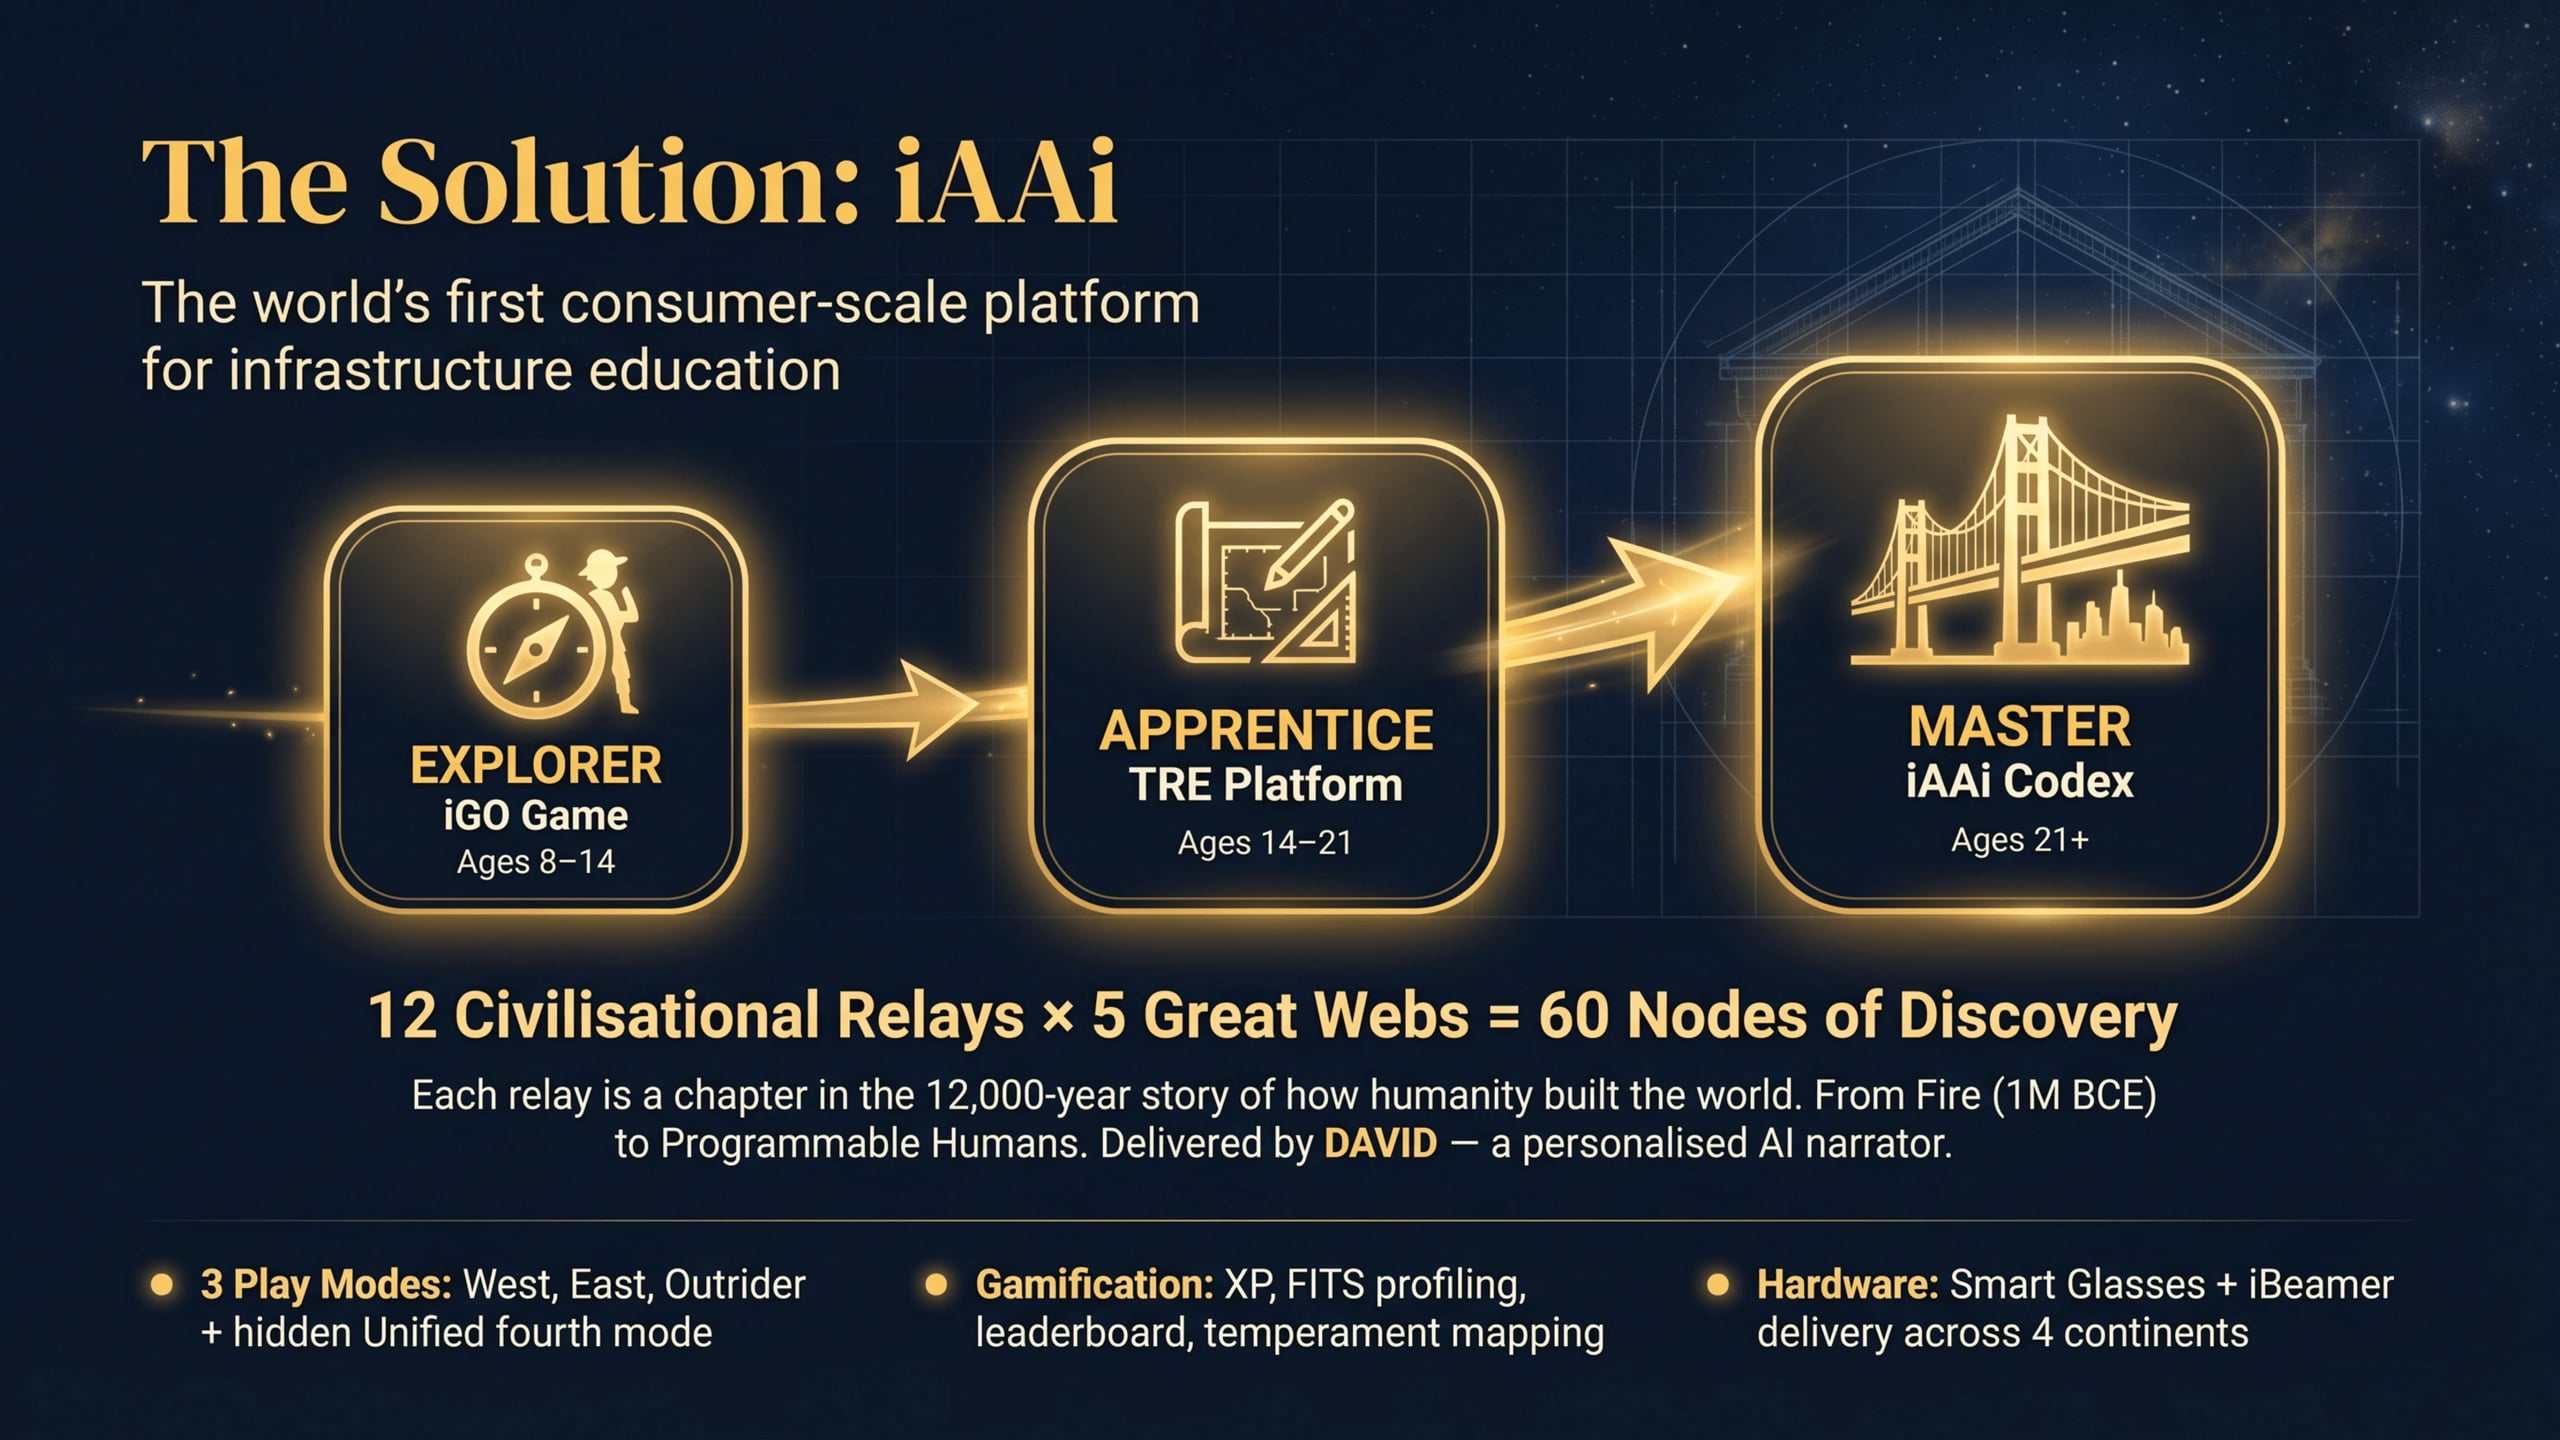 The Solution: iAAi
The world’s first consumer-scale platform
for infrastructure education
EXPLORER
iGO Game
Ages 8–14
APPRENTICE
TRE Platform
Ages 14–21
MASTER
iAAi Codex
Ages 21+
12 Civilisational Relays × 5 Great Webs = 60 Nodes of Discovery
Each relay is a chapter in the 12,000-year story of how humanity built the world. From Fire (1M BCE)
to Programmable Humans. Delivered by DAVID — a personalised AI narrator.
3 Play Modes: West, East, Outrider
+ hidden Unified fourth mode
Gamification: XP, FITS profiling,
leaderboard, temperament mapping
Hardware: Smart Glasses + iBeamer
delivery across 4 continents